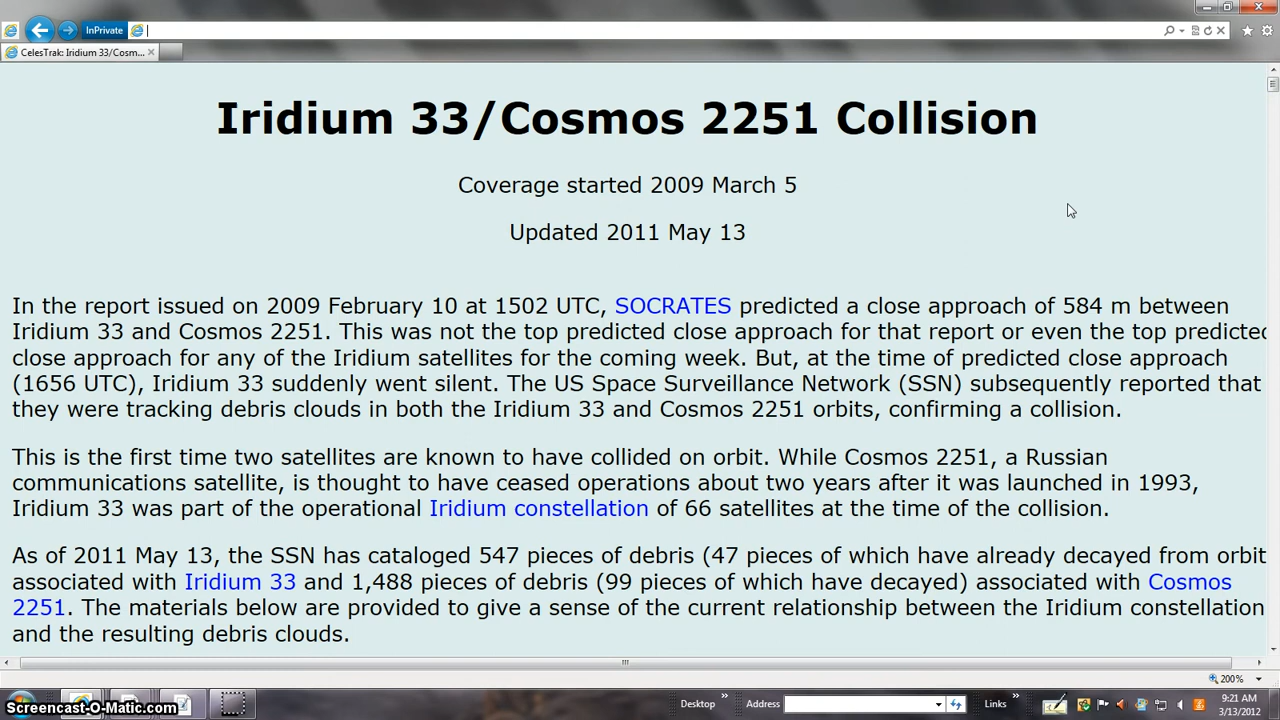 InPrivate
CelesTrak: Iridium 33/Cosm...
Iridium 33/Cosmos 2251 Collision
Coverage started 2009 March 5
Updated 2011 May 13
In the report issued on 2009 February 10 at 1502 UTC, SOCRATES predicted a close approach of 584 m between
Iridium 33 and Cosmos 2251. This was not the top predicted close approach for that report or even the top predicted
close approach for any of the Iridium satellites for the coming week. But, at the time of predicted close approach
(1656 UTC), Iridium 33 suddenly went silent. The US Space Surveillance Network (SSN) subsequently reported that
they were tracking debris clouds in both the Iridium 33 and Cosmos 2251 orbits, confirming a collision.
This is the first time two satellites are known to have collided on orbit. While Cosmos 2251, a Russian
communications satellite, is thought to have ceased operations about two years after it was launched in 1993,
Iridium 33 was part of the operational Iridium constellation of 66 satellites at the time of the collision.
As of 2011 May 13, the SSN has cataloged 547 pieces of debris (47 pieces of which have already decayed from orbit
associated with Iridium 33 and 1,488 pieces of debris (99 pieces of which have decayed) associated with Cosmos
2251. The materials below are provided to give a sense of the current relationship between the Iridium constellation
and the resulting debris clouds.
200%
Desktop » Address Links »
9:21 AM
3/13/2012
Screencast-O-Matic.com